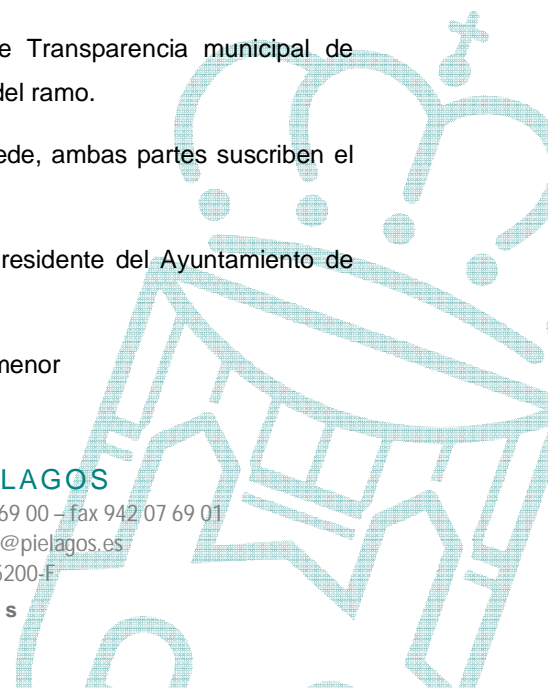 e Transparencia municipal de
del ramo.
ede, ambas partes suscriben el
residente del Ayuntamiento de
menor
LAGOS
69 00 – fax 942 07 69 01
@pielagos.es
5200-F
s